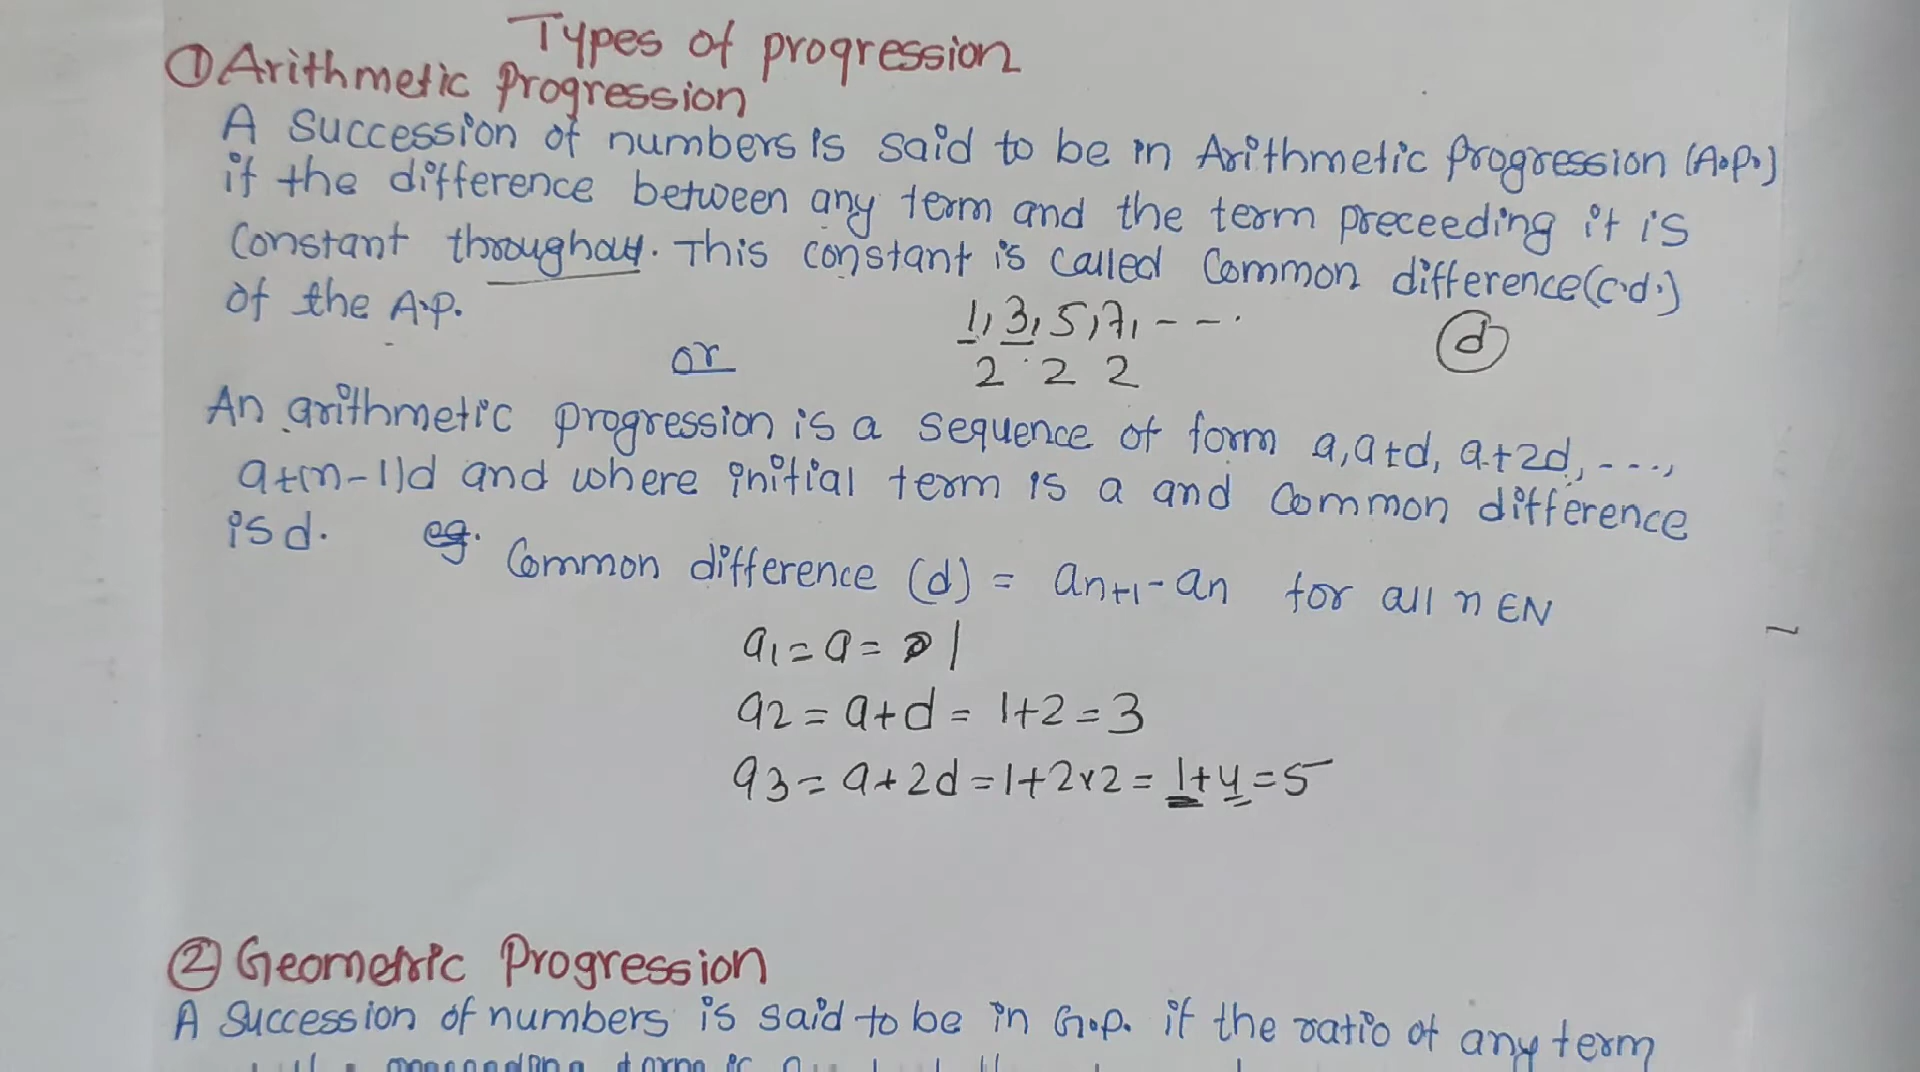 Types of progression
① Arithmetic Progression
A Succession of numbers is said to be in Arithmetic Progression (A.P.)
if the difference between any term and the term preceeding it is
Constant throughout. This constant is called Common difference(c.d.)
of the A.P.
1, 3, 5, 7, - - -.
d
2 2 2
or
An arithmetic progression is a sequence of form a, a+d, a+2d, ----,
a+(n-1)d and where initial term is a and Common difference
is d.
eg. Common difference (d) = an+1 - an for all n ∈ N
a1 = a = 1
a2 = a+d = 1+2 = 3
a3 = a+2d = 1+2×2 = 1+4 = 5
② Geometric Progression
A Succession of numbers is said to be in G.P. if the ratio of any term